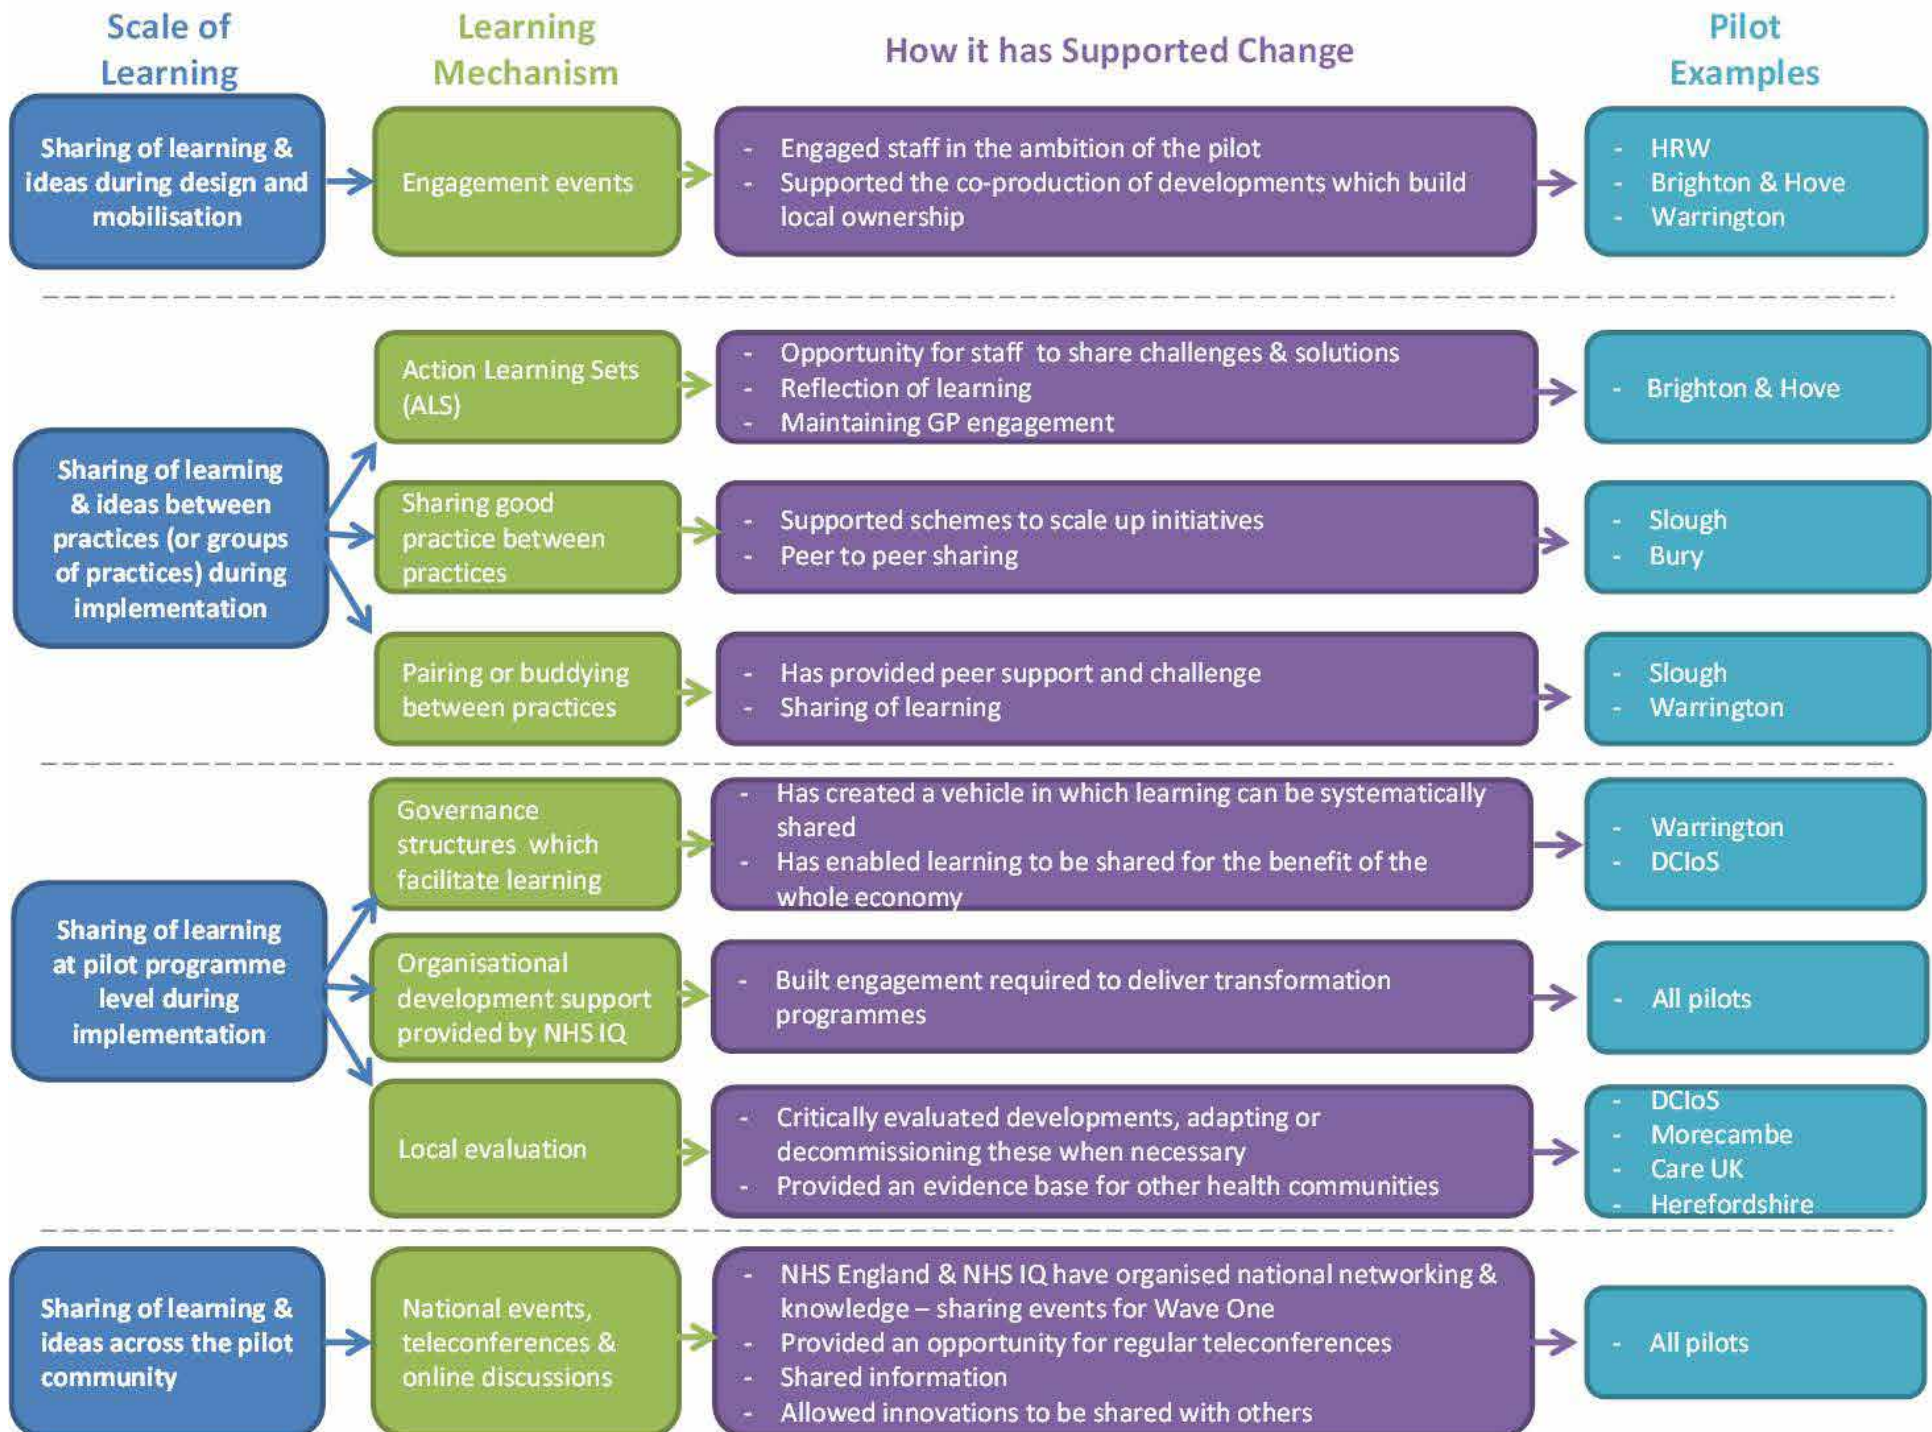 Scale of
Learning
Learning
Mechanism
How it has Supported Change
Pilot
Examples
Sharing of learning &
ideas during design and
mobilisation
Engagement events
- Engaged staff in the ambition of the pilot
- Supported the co-production of developments which build
local ownership
- HRW
- Brighton & Hove
- Warrington
Sharing of learning
& ideas between
practices (or groups
of practices) during
implementation
Action Learning Sets
(ALS)
- Opportunity for staff to share challenges & solutions
- Reflection of learning
- Maintaining GP engagement
- Brighton & Hove
Sharing good
practice between
practices
- Supported schemes to scale up initiatives
- Peer to peer sharing
- Slough
- Bury
Pairing or buddying
between practices
- Has provided peer support and challenge
- Sharing of learning
- Slough
- Warrington
Sharing of learning
at pilot programme
level during
implementation
Governance
structures which
facilitate learning
- Has created a vehicle in which learning can be systematically
shared
- Has enabled learning to be shared for the benefit of the
whole economy
- Warrington
- DCIoS
Organisational
development support
provided by NHS IQ
- Built engagement required to deliver transformation
programmes
- All pilots
Local evaluation
- Critically evaluated developments, adapting or
decommissioning these when necessary
- Provided an evidence base for other health communities
- DCIoS
- Morecambe
- Care UK
- Herefordshire
Sharing of learning &
ideas across the pilot
community
National events,
teleconferences &
online discussions
- NHS England & NHS IQ have organised national networking &
knowledge – sharing events for Wave One
- Provided an opportunity for regular teleconferences
- Shared information
- Allowed innovations to be shared with others
- All pilots